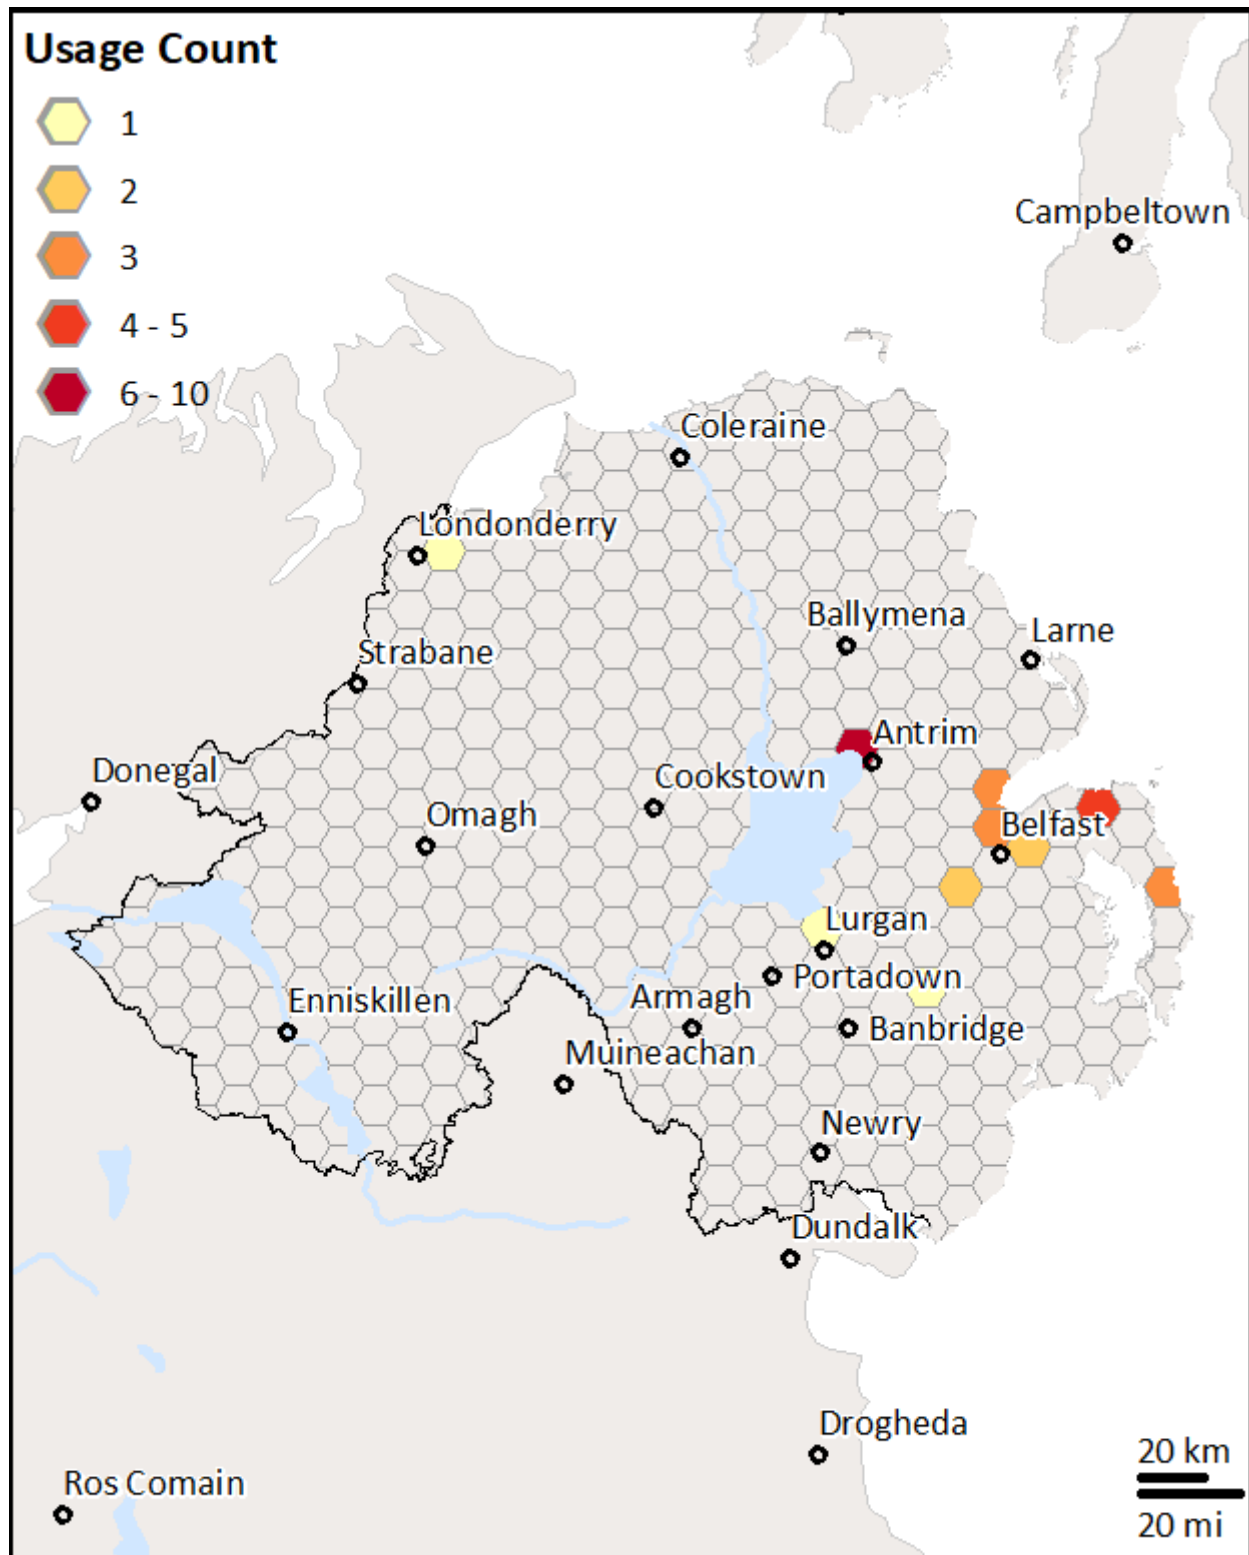 Usage Count
1
2
3
4 - 5
6 - 10
Campbeltown
Coleraine
Londonderry
Ballymena
Larne
Strabane
Antrim
Donegal
Cookstown
Omagh
Belfast
Lurgan
Portadown
Enniskillen
Armagh
Banbridge
Muineachan
Newry
Dundalk
Drogheda
20 km
Ros Comain
20 mi